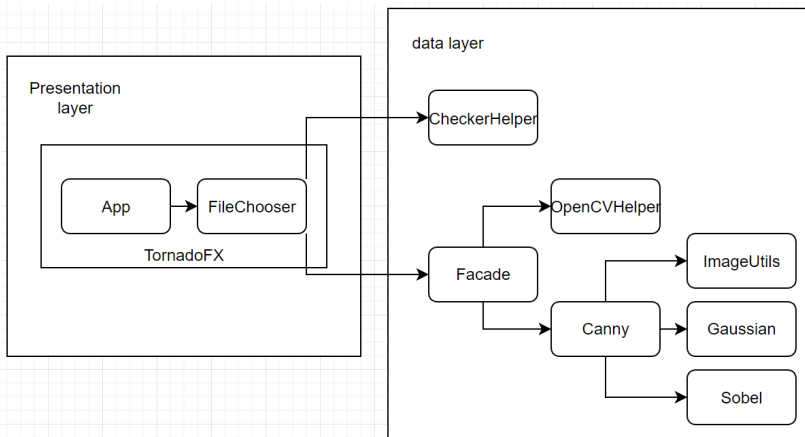 data layer
Presentation
layer
CheckerHelper
App
FileChooser
OpenCVHelper
TornadoFX
Facade
ImageUtils
Canny
Gaussian
Sobel